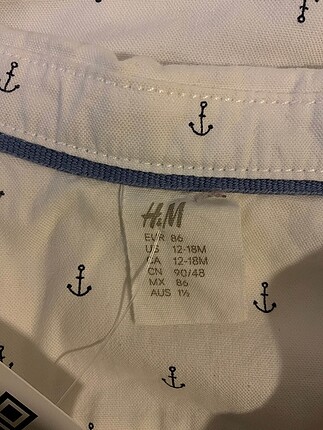 H&M
EUR 86
US 12-18M
CA 12-18M
CN 90/48
MX 86
AUS 1½